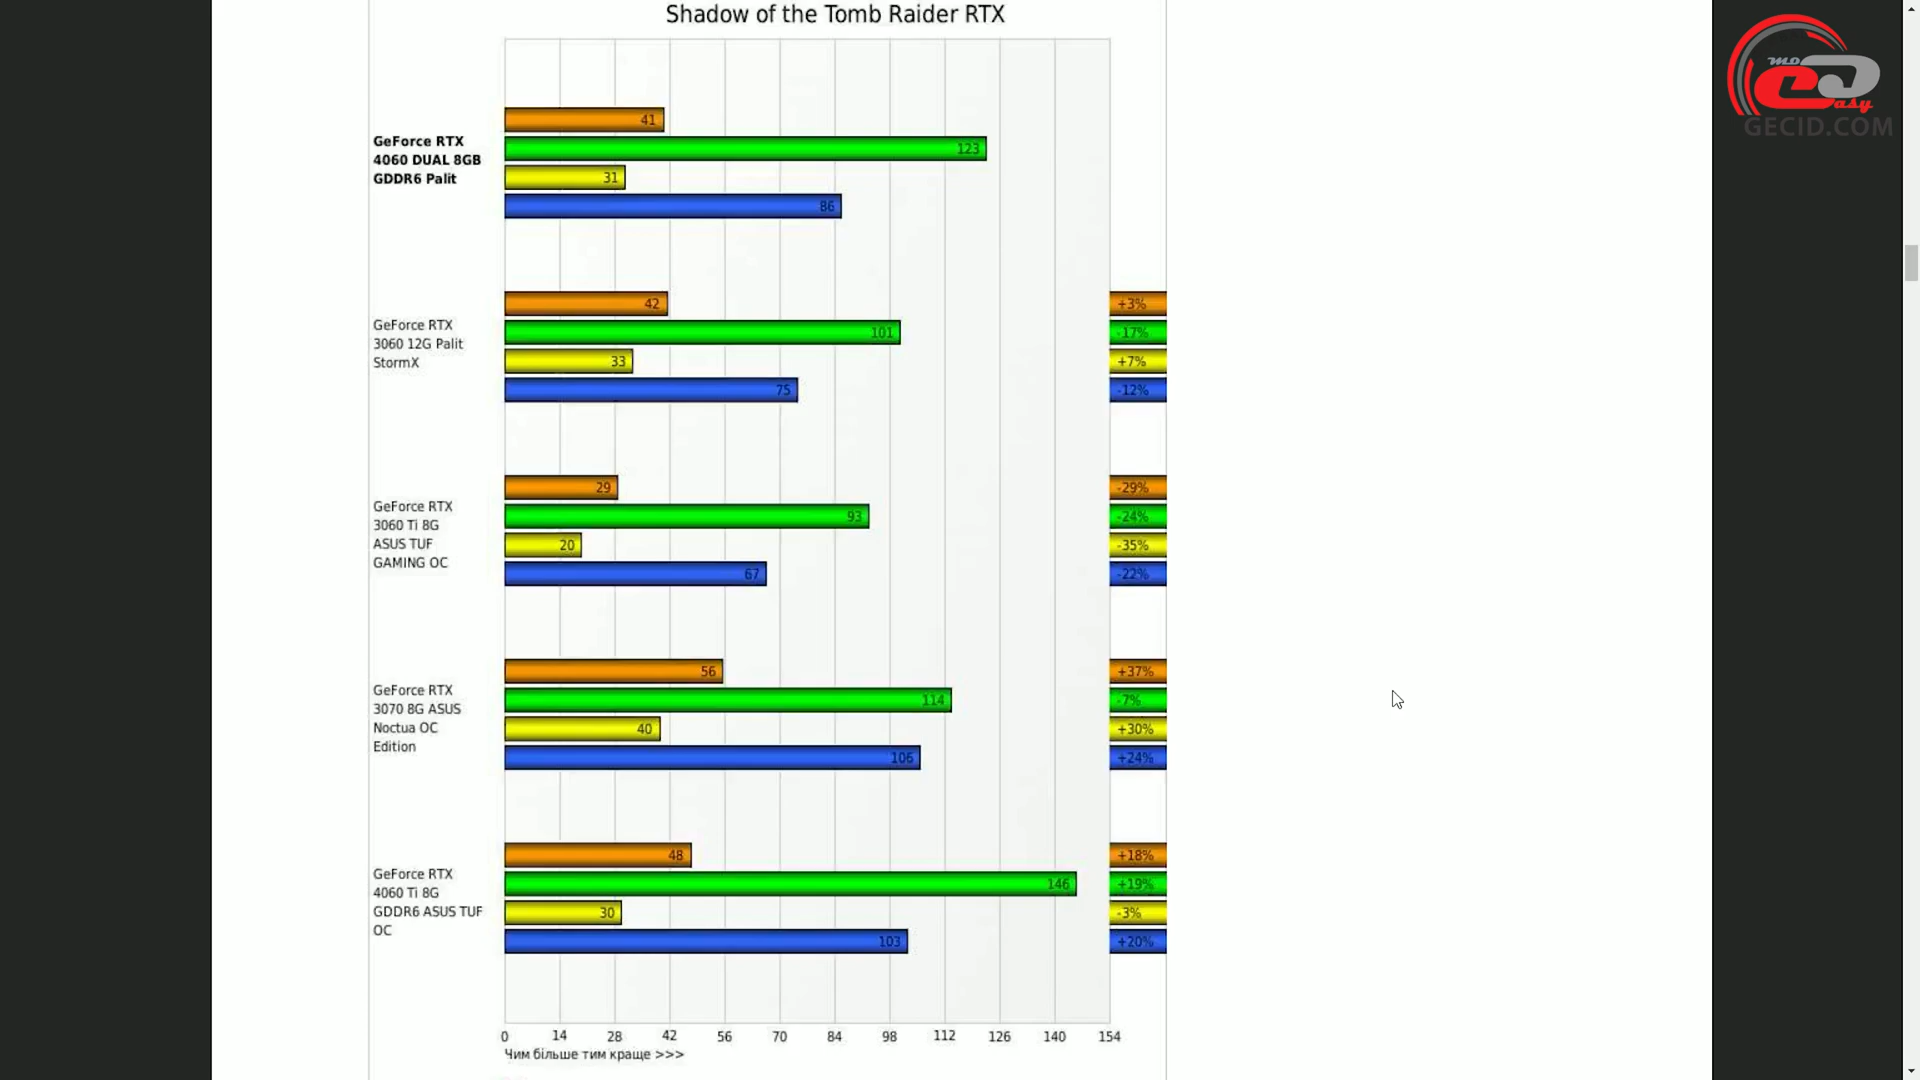 Shadow of the Tomb Raider RTX
mo
easy
GECID.COM
GeForce RTX
4060 DUAL 8GB
GDDR6 Palit
41
123
31
86
GeForce RTX
3060 12G Palit
StormX
42
101
33
75
+3%
-17%
+7%
-12%
GeForce RTX
3060 Ti 8G
ASUS TUF
GAMING OC
29
93
20
67
-29%
-24%
-35%
-22%
GeForce RTX
3070 8G ASUS
Noctua OC
Edition
56
114
40
106
+37%
-7%
+30%
+24%
GeForce RTX
4060 Ti 8G
GDDR6 ASUS TUF
OC
48
146
30
103
+18%
+19%
-3%
+20%
0 14 28 42 56 70 84 98 112 126 140 154
Чим більше тим краще >>>